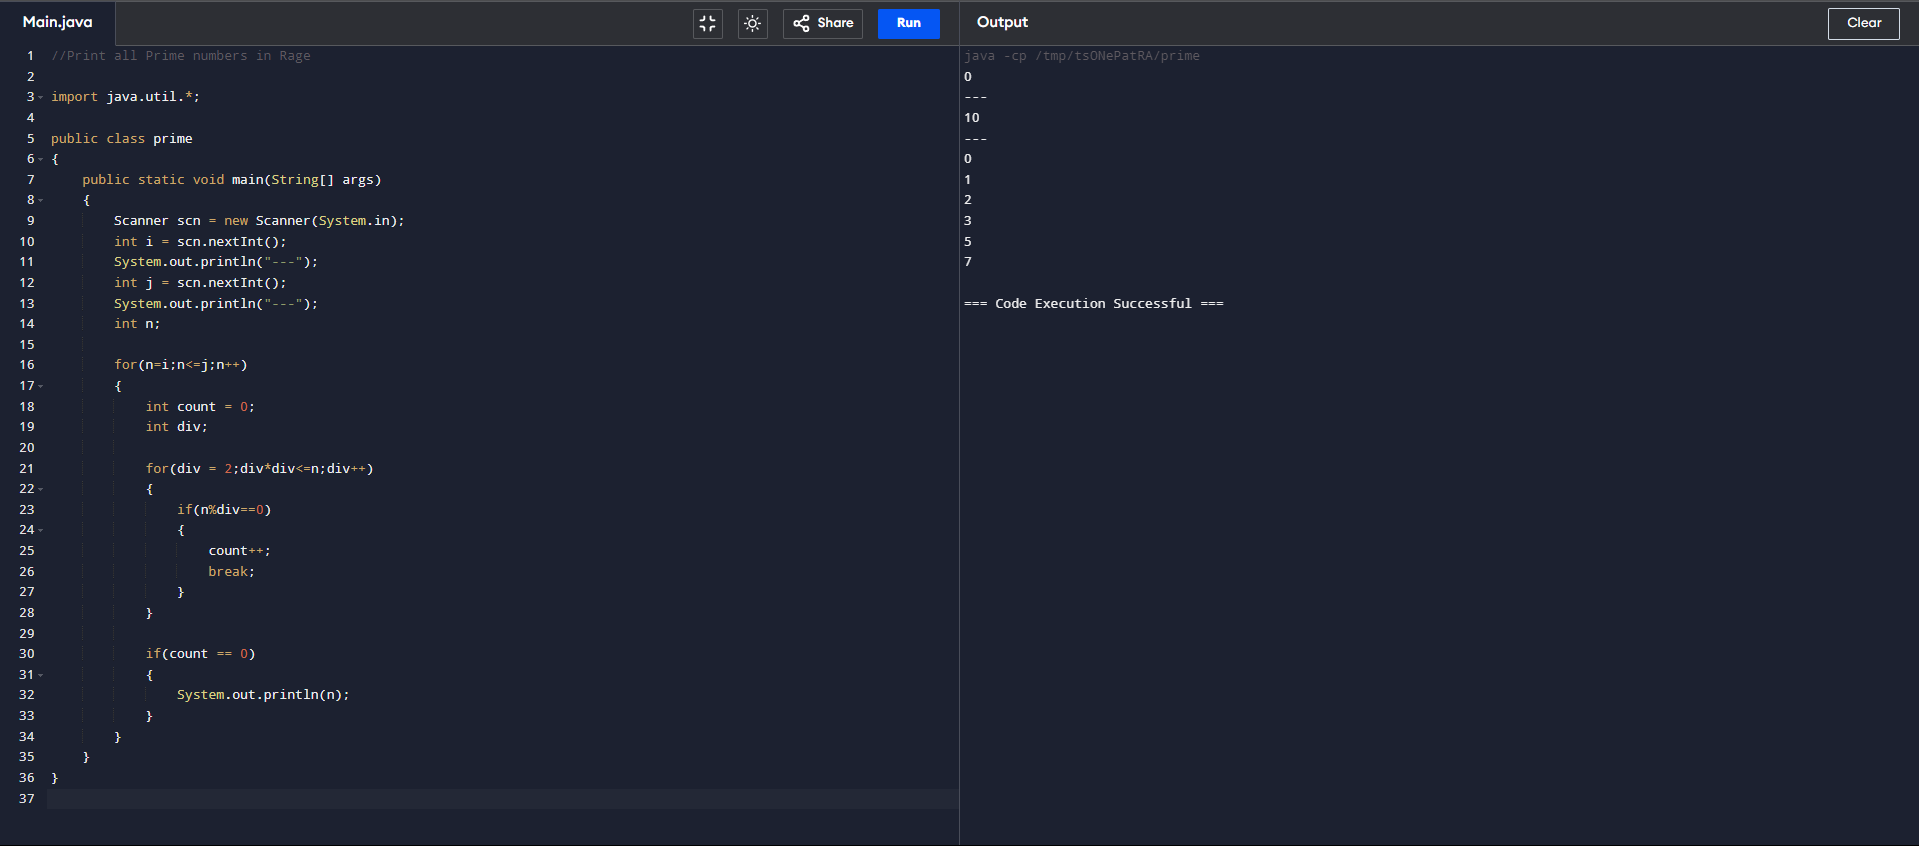 Main.java
Share
Run
Output
Clear
1 //Print all Prime numbers in Rage
2
3 import java.util.*;
4
5 public class prime
6 {
7     public static void main(String[] args)
8     {
9         Scanner scn = new Scanner(System.in);
10         int i = scn.nextInt();
11         System.out.println("---");
12         int j = scn.nextInt();
13         System.out.println("---");
14         int n;
15
16         for(n=i;n<=j;n++)
17         {
18             int count = 0;
19             int div;
20
21             for(div = 2;div*div<=n;div++)
22             {
23                 if(n%div==0)
24                 {
25                     count++;
26                     break;
27                 }
28             }
29
30             if(count == 0)
31             {
32                 System.out.println(n);
33             }
34         }
35     }
36 }
37
java -cp /tmp/tsONePatRA/prime
0
---
10
---
0
1
2
3
5
7
=== Code Execution Successful ===